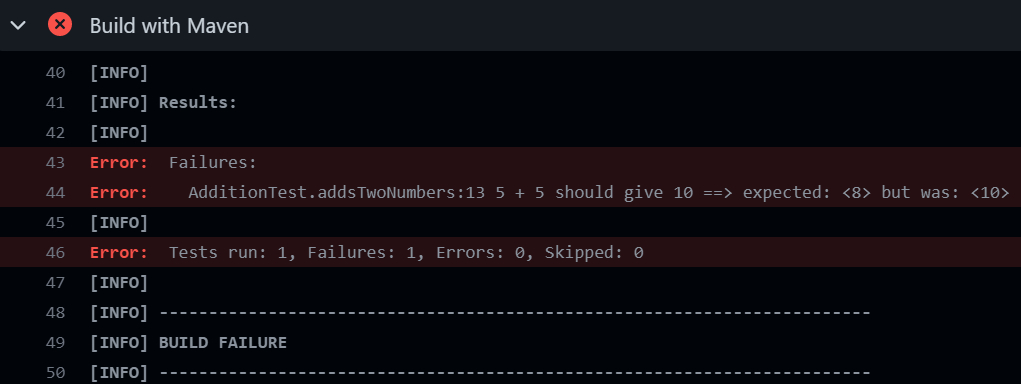 Build with Maven
40 [INFO]
41 [INFO] Results:
42 [INFO]
43 Error:  Failures:
44 Error:    AdditionTest.addsTwoNumbers:13 5 + 5 should give 10 ==> expected: <8> but was: <10>
45 [INFO]
46 Error:  Tests run: 1, Failures: 1, Errors: 0, Skipped: 0
47 [INFO]
48 [INFO] ------------------------------------------------------------------------
49 [INFO] BUILD FAILURE
50 [INFO] ------------------------------------------------------------------------